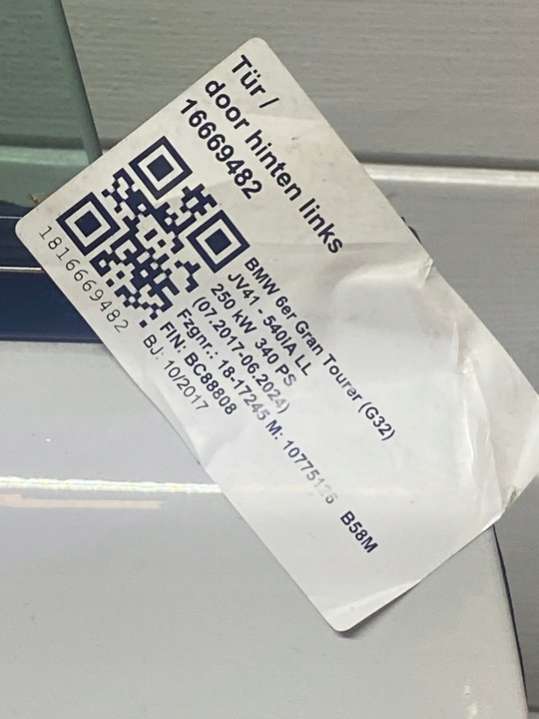 Tür /
door hinten links
16669482
1816669482
BMW 6er Gran Tourer (G32)
JV41 - 540IA LL
250 kW 340 PS
(07.2017-06.2024)
Fzgnr.: 18-17245 M: 10775126 B58M
FIN: BC88808
BJ: 10/2017